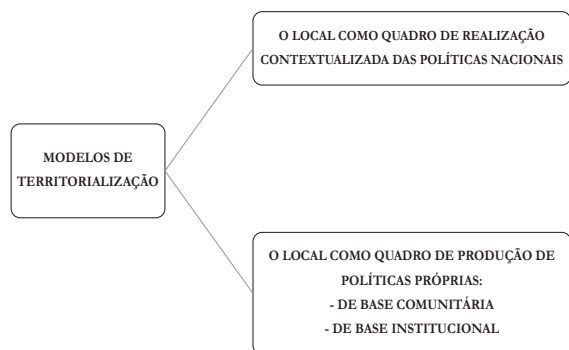 O LOCAL COMO QUADRO DE REALIZAÇÃO
CONTEXTUALIZADA DAS POLÍTICAS NACIONAIS
MODELOS DE
TERRITORIALIZAÇÃO
O LOCAL COMO QUADRO DE PRODUÇÃO DE
POLÍTICAS PRÓPRIAS:
- DE BASE COMUNITÁRIA
- DE BASE INSTITUCIONAL